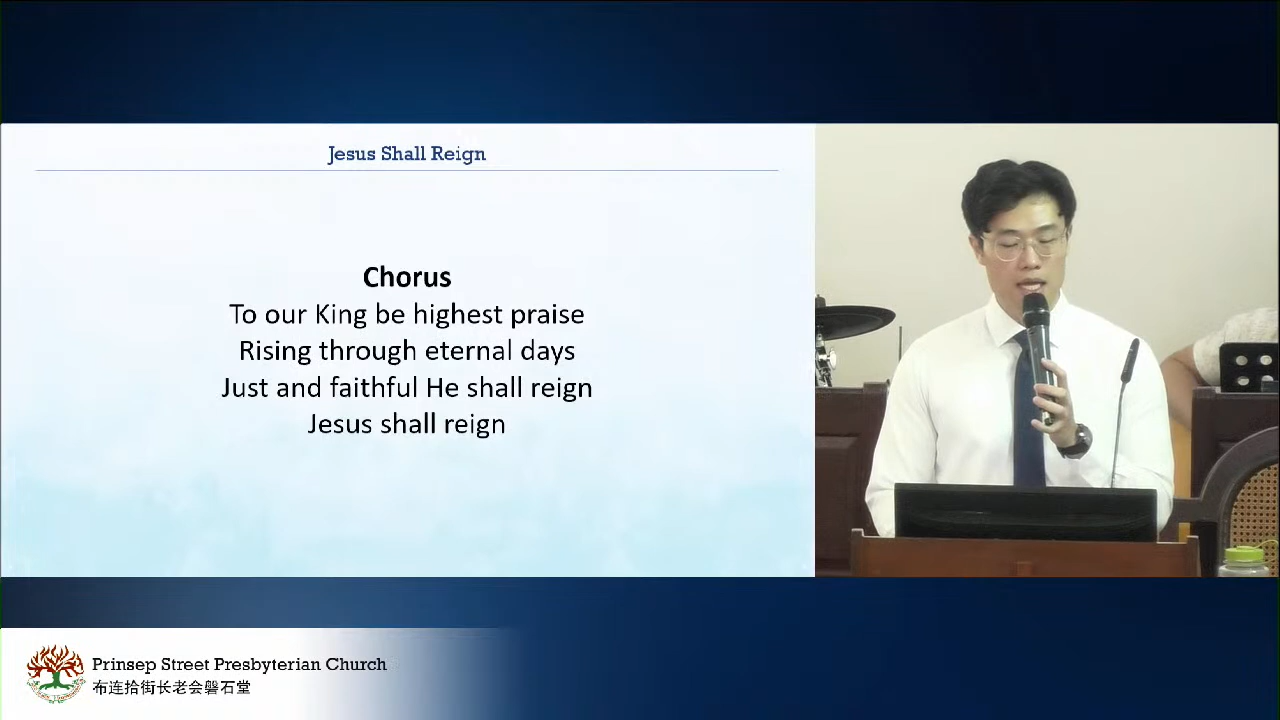 Jesus Shall Reign
Chorus
To our King be highest praise
Rising through eternal days
Just and faithful He shall reign
Jesus shall reign
Prinsep Street Presbyterian Church
布连拾街长老会磐石堂